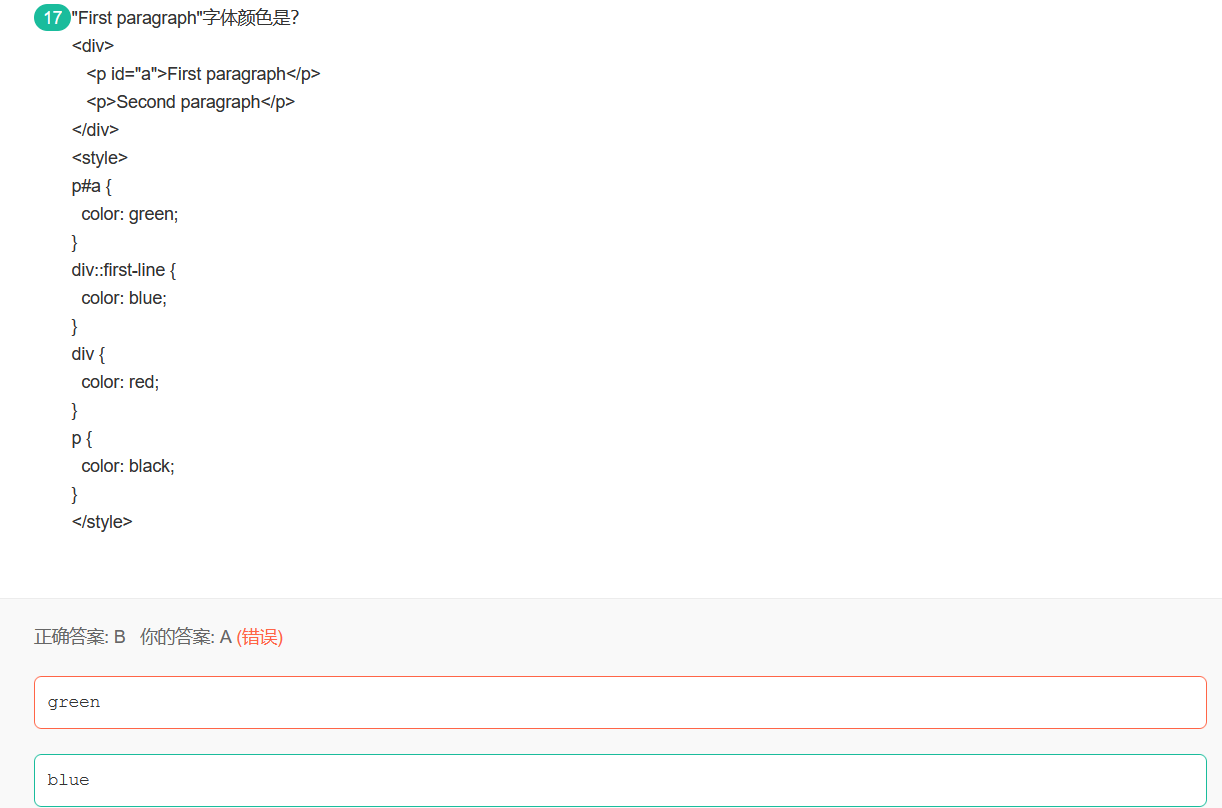 17 "First paragraph"字体颜色是?
<div>
<p id="a">First paragraph</p>
<p>Second paragraph</p>
</div>
<style>
p#a {
color: green;
}
div::first-line {
color: blue;
}
div {
color: red;
}
p {
color: black;
}
</style>
正确答案: B 你的答案: A (错误)
green
blue